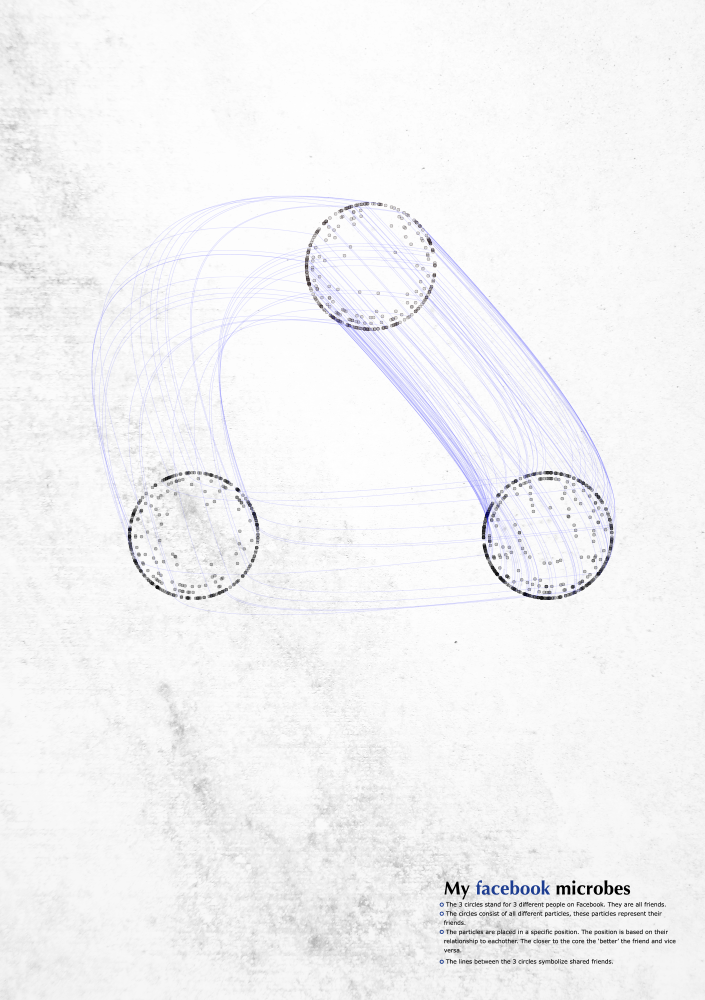 My facebook microbes
The 3 circles stand for 3 different people on Facebook. They are all friends.
The circles consist of all different particles, these particles represent their
friends.
The particles are placed in a specific position. The position is based on their
relationship to eachother. The closer to the core the 'better' the friend and vice
versa.
The lines between the 3 circles symbolize shared friends.